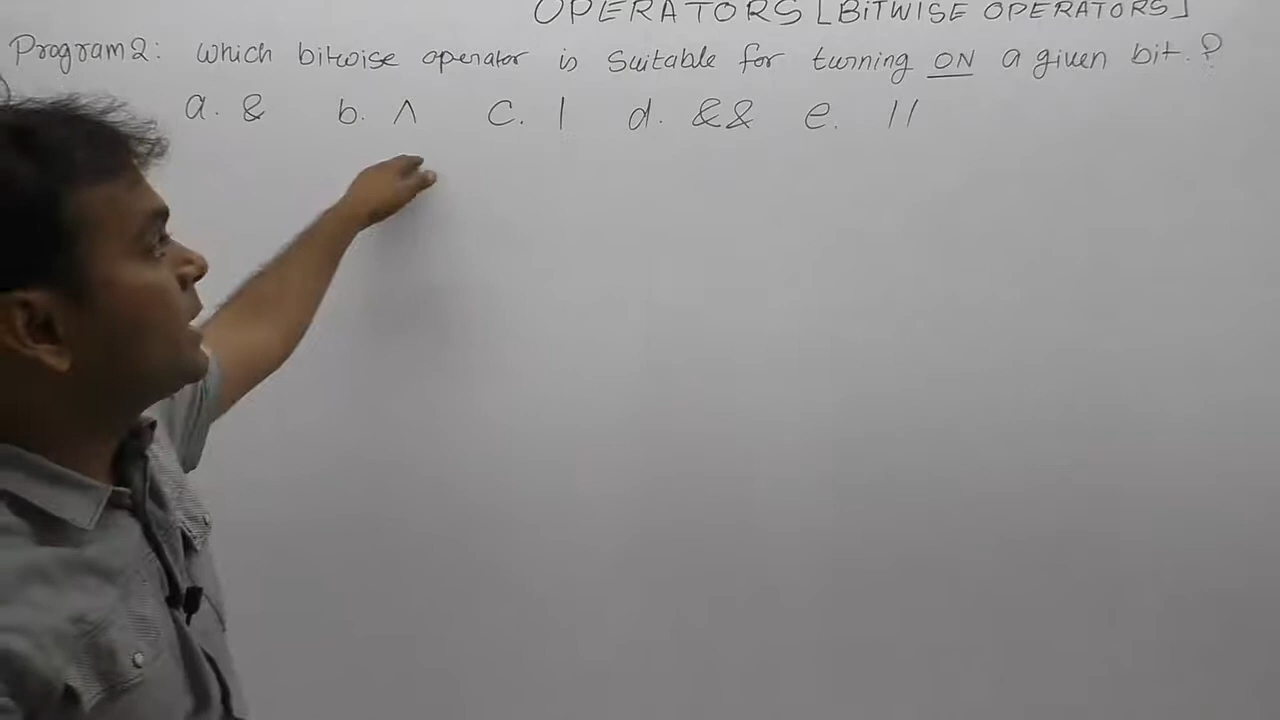 OPERATORS [BITWISE OPERATORS]
Program2: which bitwise operator is suitable for turning ON a given bit.?
a. & b. ^ c. | d. && e. ||